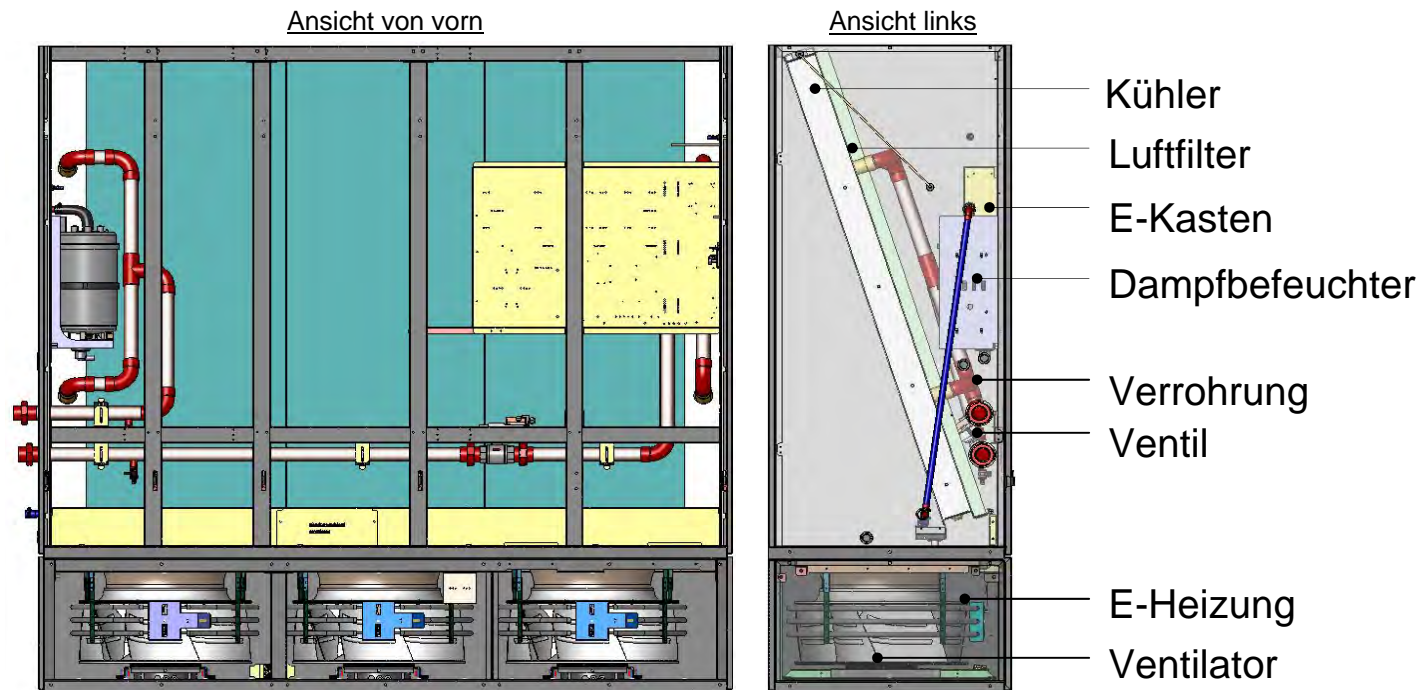 Ansicht von vorn
Ansicht links
Kühler
Luftfilter
E-Kasten
Dampfbefeuchter
Verrohrung
Ventil
E-Heizung
Ventilator